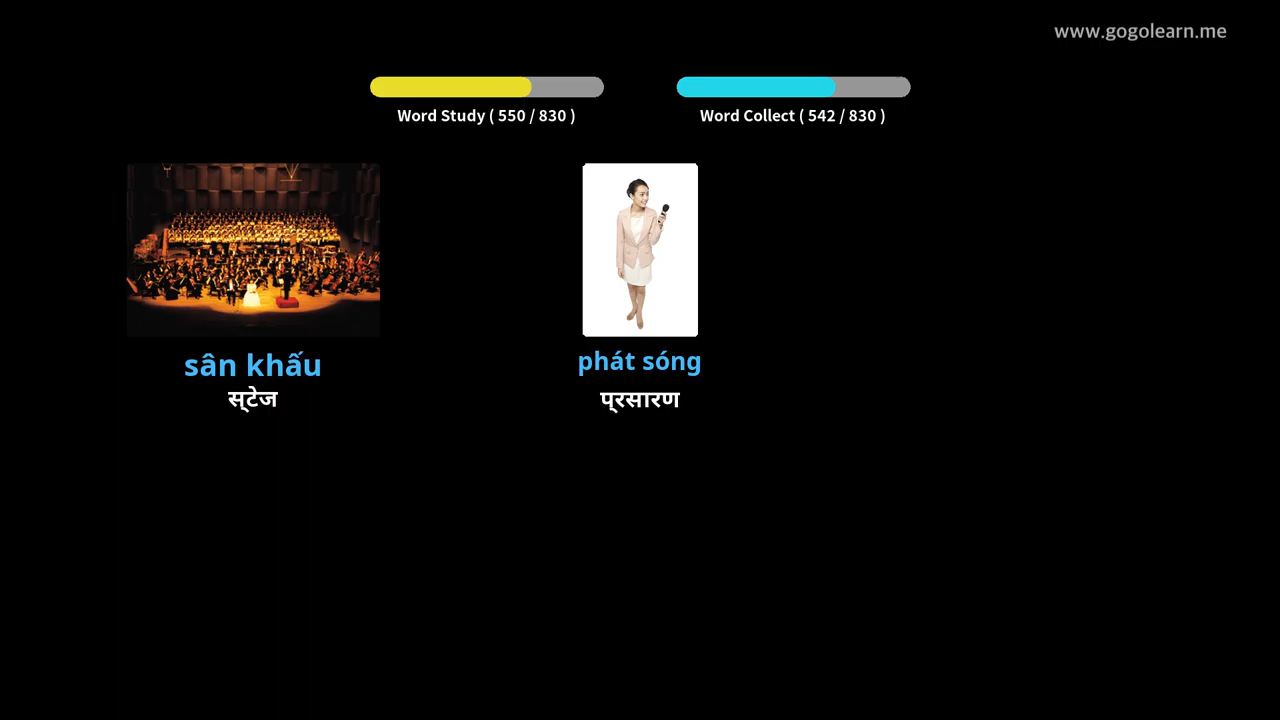 www.gogolearn.me
Word Study ( 550 / 830 )
Word Collect ( 542 / 830 )
sân khấu
स्‌टेज
phát sóng
प्‌रसारण